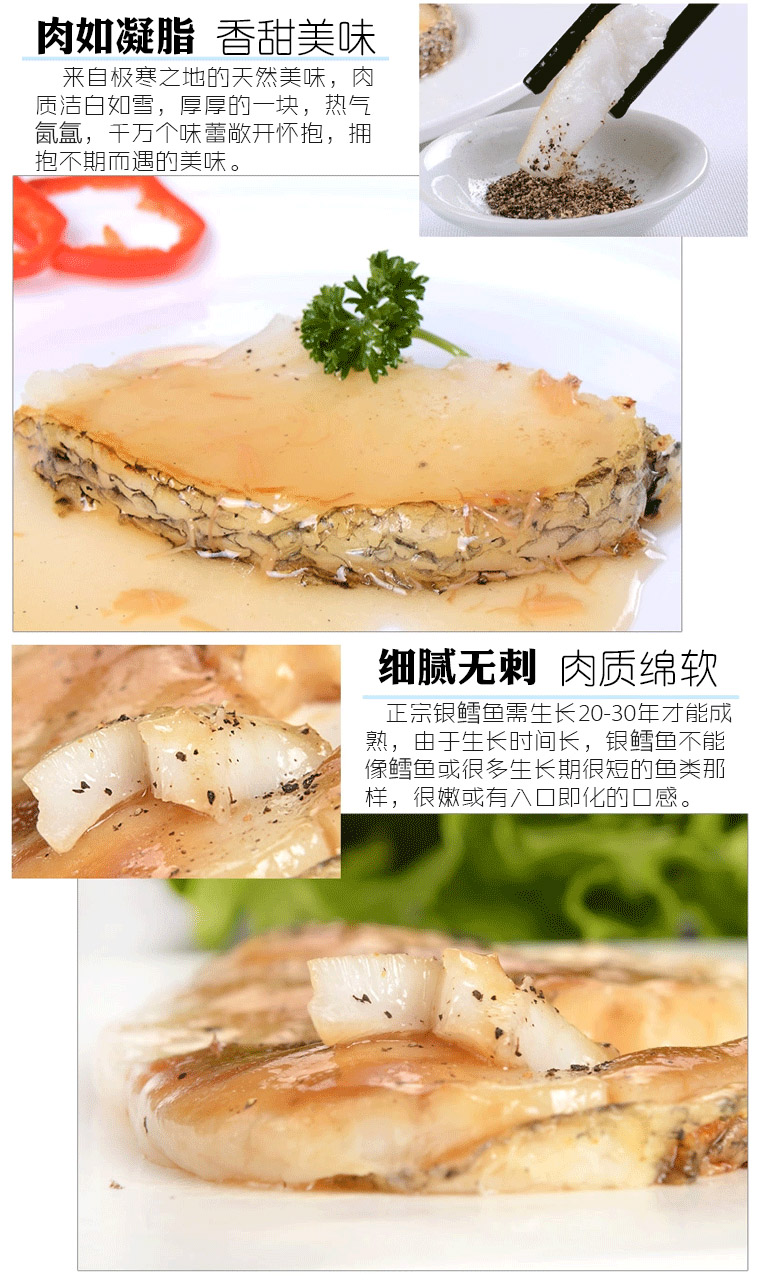 肉如凝脂 香甜美味
来自极寒之地的天然美味，肉
质洁白如雪，厚厚的一块，热气
氤氲，千万个味蕾敞开怀抱，拥
抱不期而遇的美味。
细腻无刺 肉质绵软
正宗银鳕鱼需生长20-30年才能成
熟，由于生长时间长，银鳕鱼不能
像鳕鱼或很多生长期很短的鱼类那
样，很嫩或有入口即化的口感。